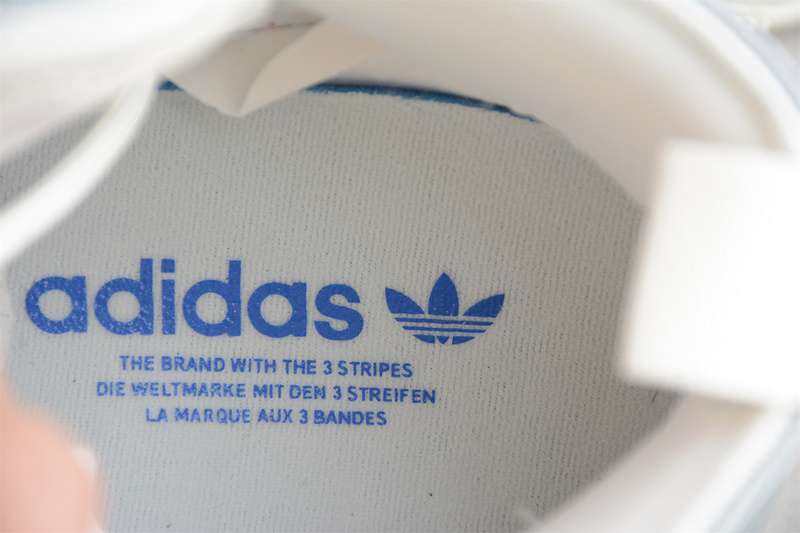 adidas
THE BRAND WITH THE 3 STRIPES
DIE WELTMARKE MIT DEN 3 STREIFEN
LA MARQUE AUX 3 BANDES